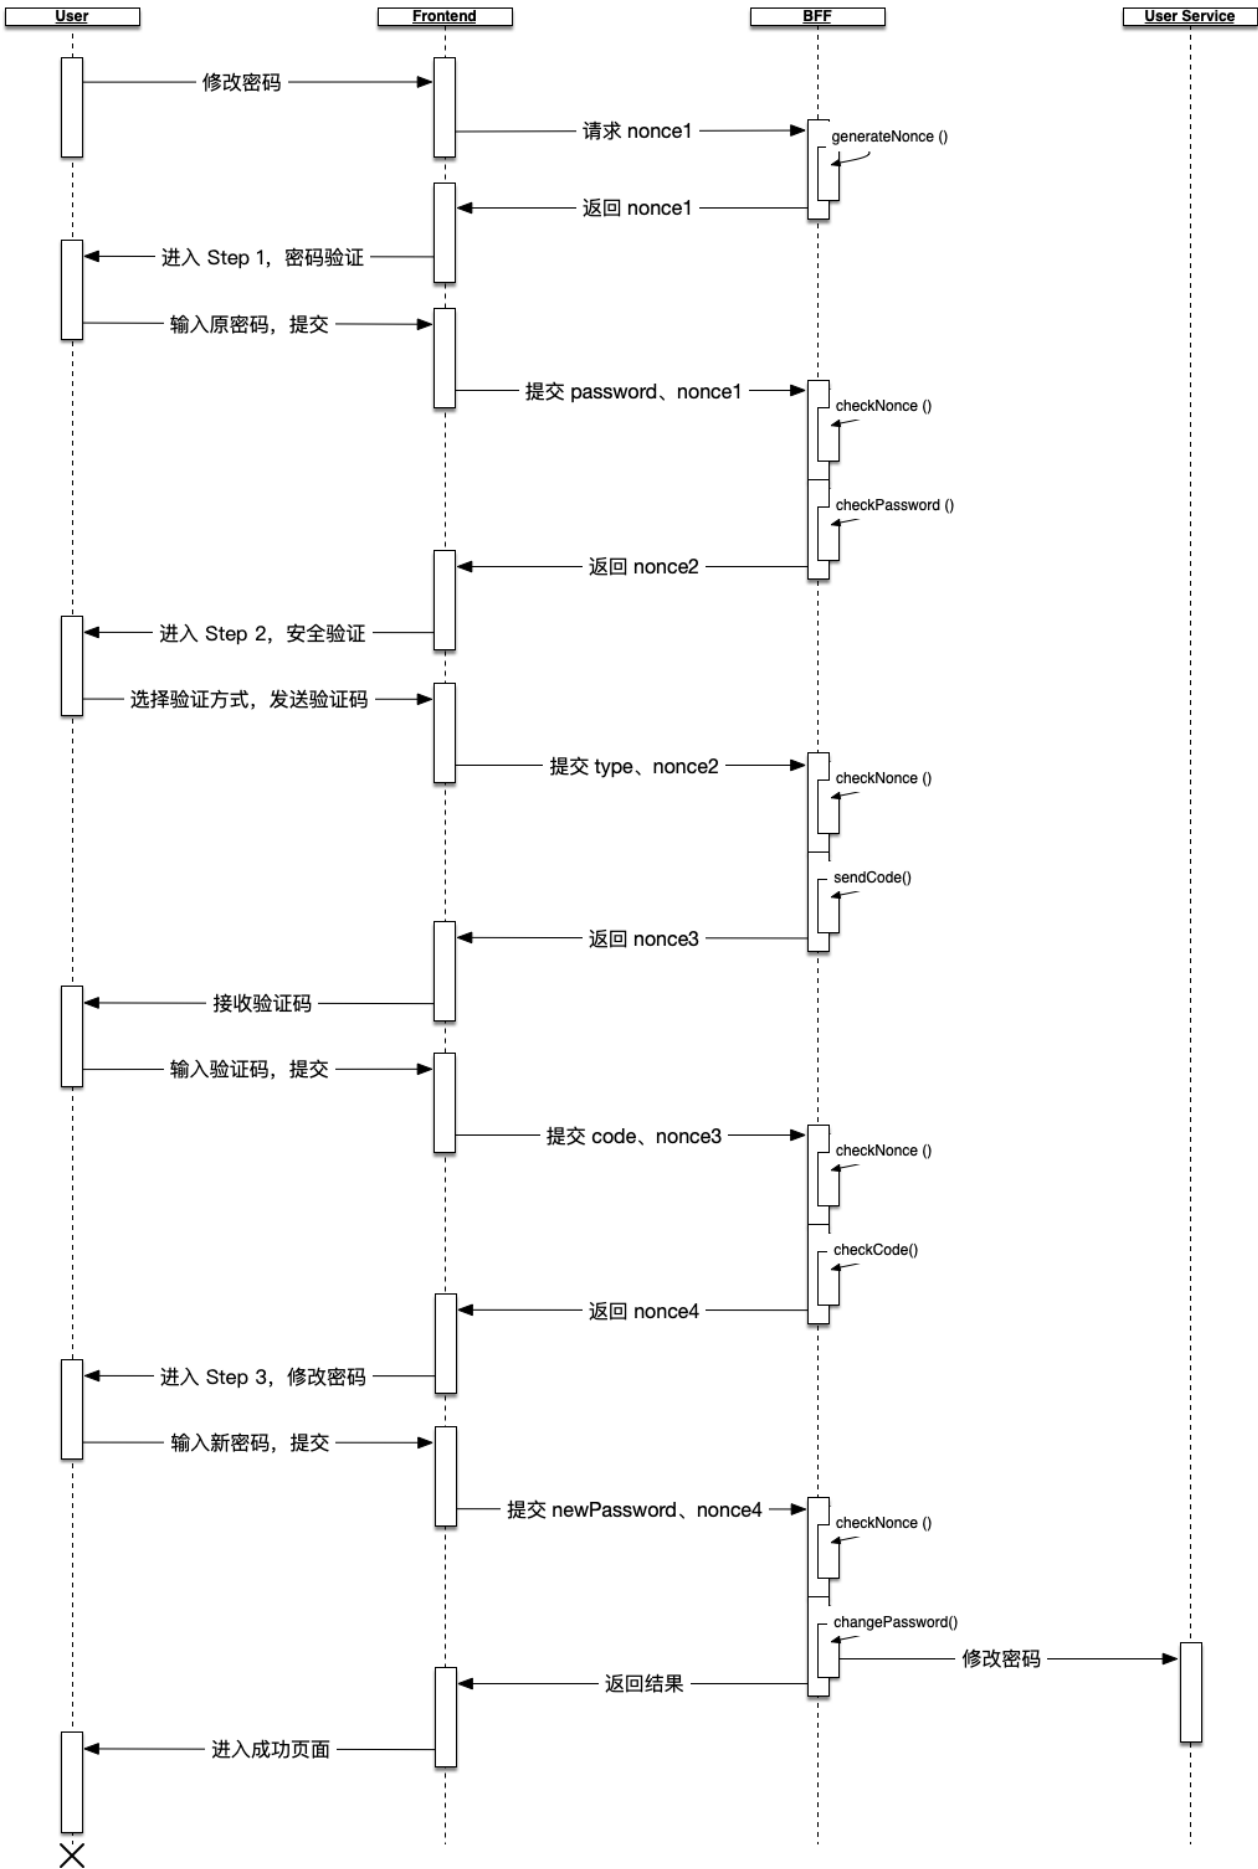 User
Frontend
BFF
User Service
修改密码
请求 nonce1
generateNonce ()
返回 nonce1
进入 Step 1，密码验证
输入原密码，提交
提交 password、nonce1
checkNonce ()
checkPassword ()
返回 nonce2
进入 Step 2，安全验证
选择验证方式，发送验证码
提交 type、nonce2
checkNonce ()
sendCode()
返回 nonce3
接收验证码
输入验证码，提交
提交 code、nonce3
checkNonce ()
checkCode()
返回 nonce4
进入 Step 3，修改密码
输入新密码，提交
提交 newPassword、nonce4
checkNonce ()
changePassword()
修改密码
返回结果
进入成功页面